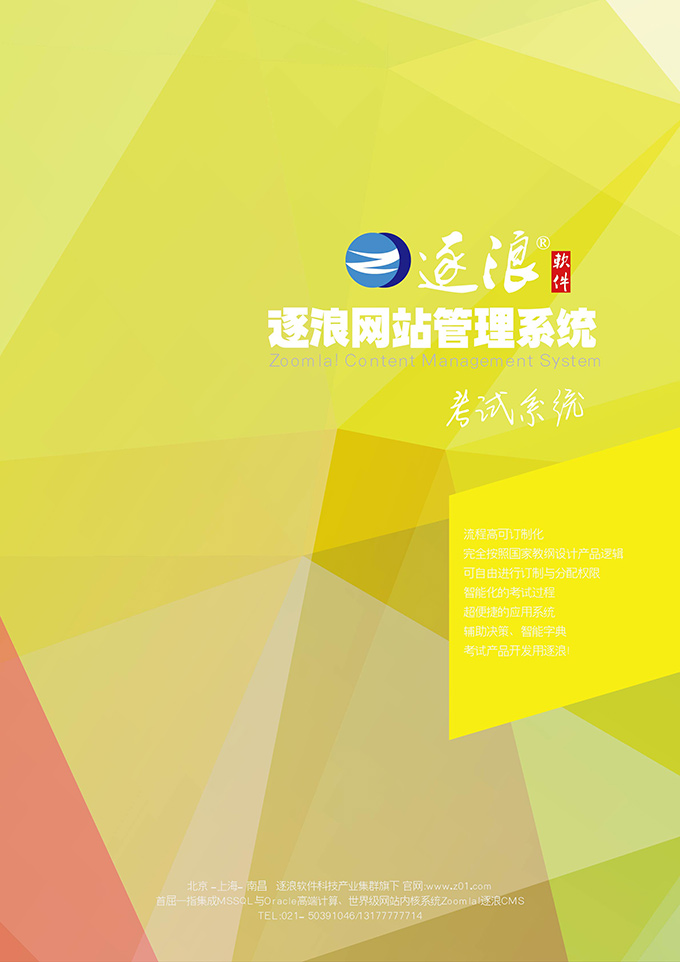 逐浪®
軟件
逐浪网站管理系统
Zoomla! Content Management System
考试系统
流程高可订制化
完全按照国家教纲设计产品逻辑
可自由进行订制与分配权限
智能化的考试过程
超便捷的应用系统
辅助决策，智能字典
考试产品开发用逐浪!
北京-上海-南昌 逐浪软件科技产业集群旗下 官网:www.z01.com
首屈一指集成MSSQL与Oracle高端计算，世界级网站内核系统Zoomla!逐浪CMS
TEL:021- 50391046/13177777714